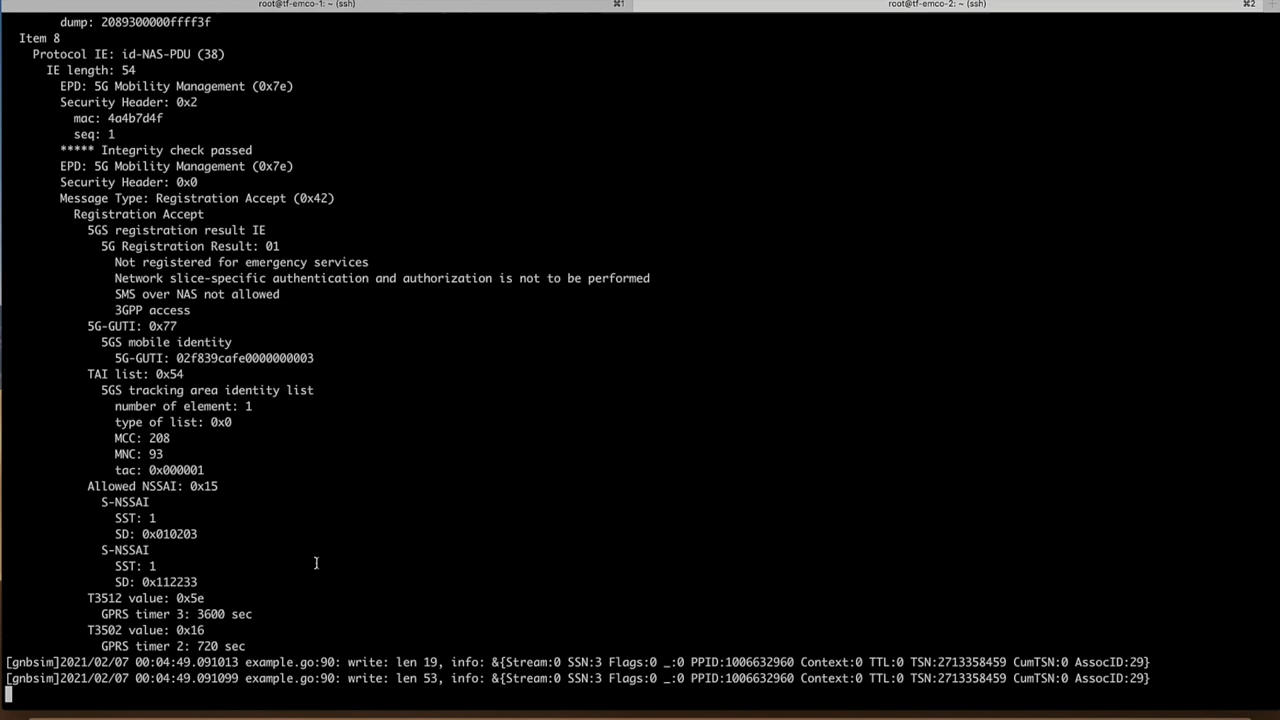 root@tf-emco-1: ~ (ssh) ⌘1 root@tf-emco-2: ~ (ssh) ⌘2
dump: 2089300000ffff3f
Item 8
Protocol IE: id-NAS-PDU (38)
IE length: 54
EPD: 5G Mobility Management (0x7e)
Security Header: 0x2
mac: 4a4b7d4f
seq: 1
***** Integrity check passed
EPD: 5G Mobility Management (0x7e)
Security Header: 0x0
Message Type: Registration Accept (0x42)
Registration Accept
5GS registration result IE
5G Registration Result: 01
Not registered for emergency services
Network slice-specific authentication and authorization is not to be performed
SMS over NAS not allowed
3GPP access
5G-GUTI: 0x77
5GS mobile identity
5G-GUTI: 02f839cafe0000000003
TAI list: 0x54
5GS tracking area identity list
number of element: 1
type of list: 0x0
MCC: 208
MNC: 93
tac: 0x000001
Allowed NSSAI: 0x15
S-NSSAI
SST: 1
SD: 0x010203
S-NSSAI
SST: 1
SD: 0x112233
T3512 value: 0x5e
GPRS timer 3: 3600 sec
T3502 value: 0x16
GPRS timer 2: 720 sec
[gnbsim]2021/02/07 00:04:49.091013 example.go:90: write: len 19, info: &{Stream:0 SSN:3 Flags:0 _:0 PPID:1006632960 Context:0 TTL:0 TSN:2713358459 CumTSN:0 AssocID:29}
[gnbsim]2021/02/07 00:04:49.091099 example.go:90: write: len 53, info: &{Stream:0 SSN:3 Flags:0 _:0 PPID:1006632960 Context:0 TTL:0 TSN:2713358459 CumTSN:0 AssocID:29}